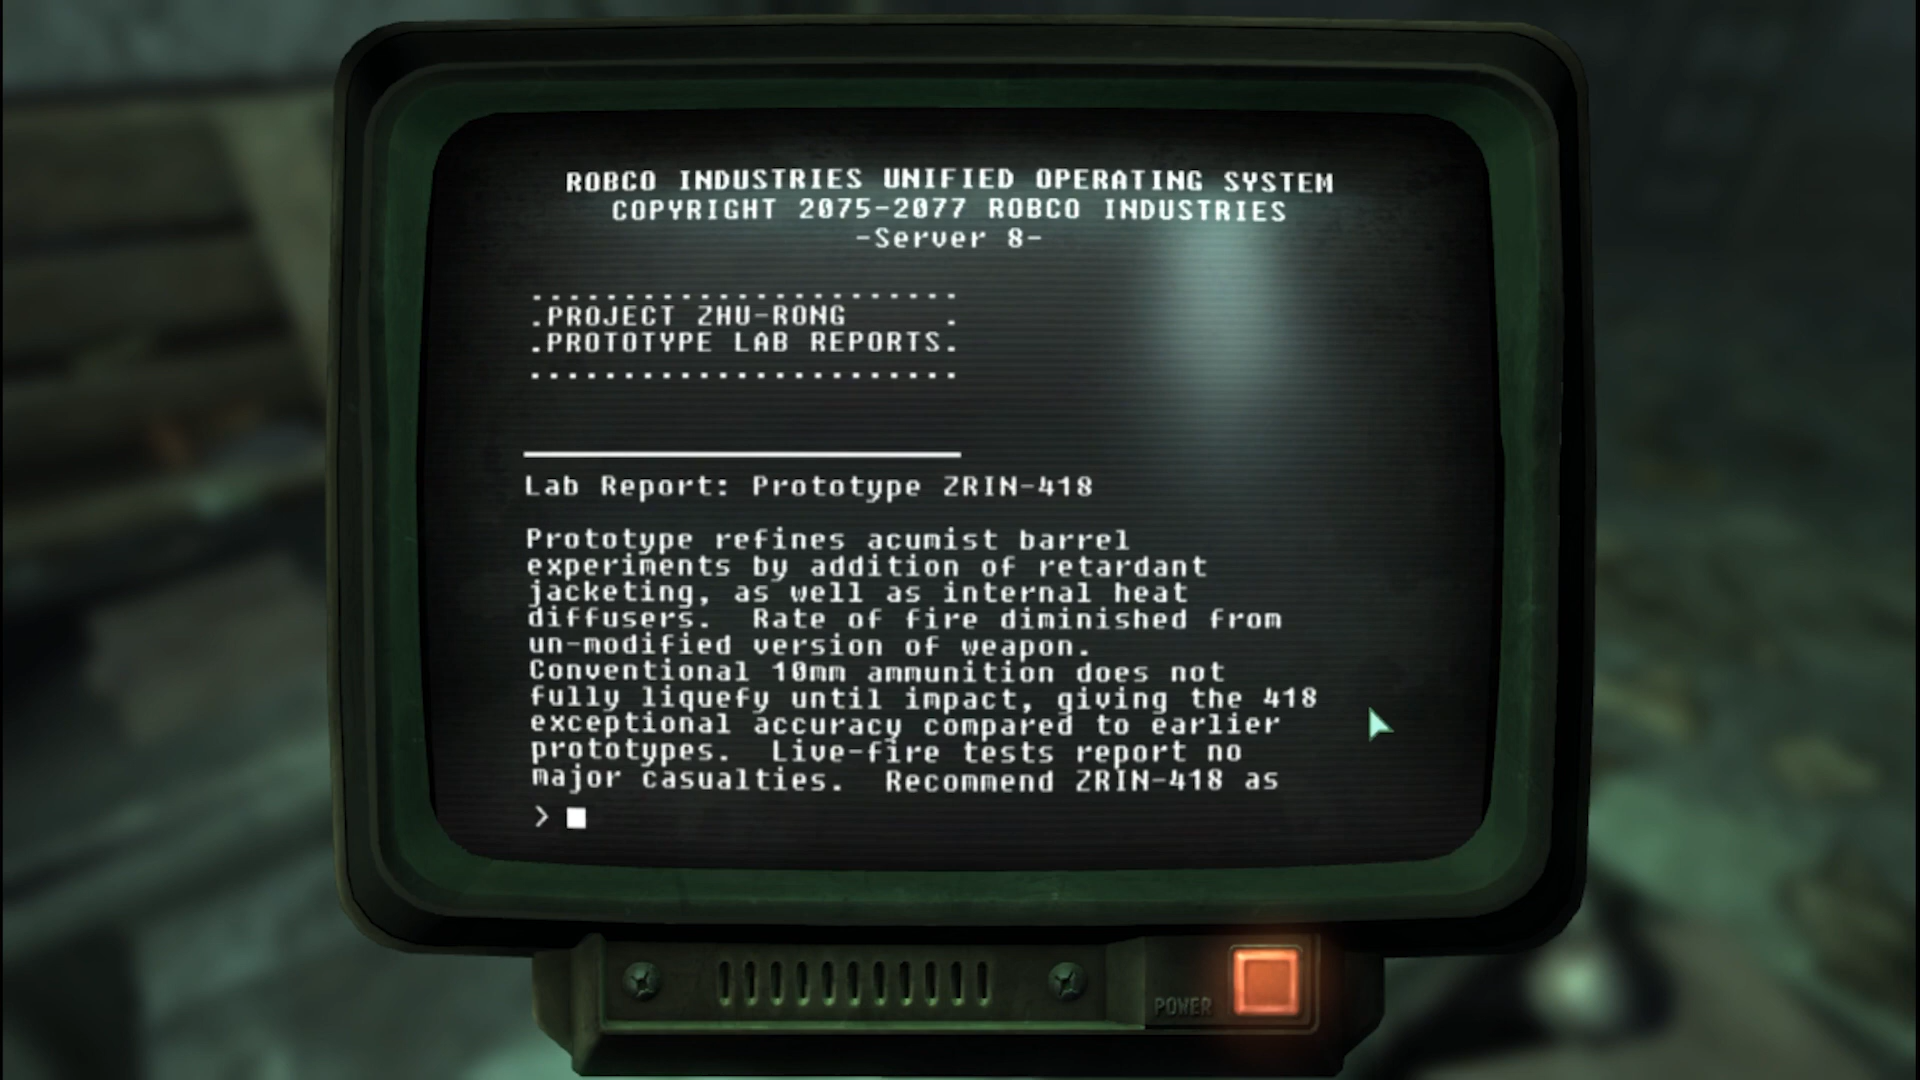 ROBCO INDUSTRIES UNIFIED OPERATING SYSTEM
COPYRIGHT 2075-2077 ROBCO INDUSTRIES
-Server 8-
.......................
.PROJECT ZHU-RONG     .
.PROTOTYPE LAB REPORTS.
.......................
Lab Report: Prototype ZRIN-418
Prototype refines acumist barrel
experiments by addition of retardant
jacketing, as well as internal heat
diffusers.  Rate of fire diminished from
un-modified version of weapon.
Conventional 10mm ammunition does not
fully liquefy until impact, giving the 418
exceptional accuracy compared to earlier
prototypes.  Live-fire tests report no
major casualties.  Recommend ZRIN-418 as
>
POWER